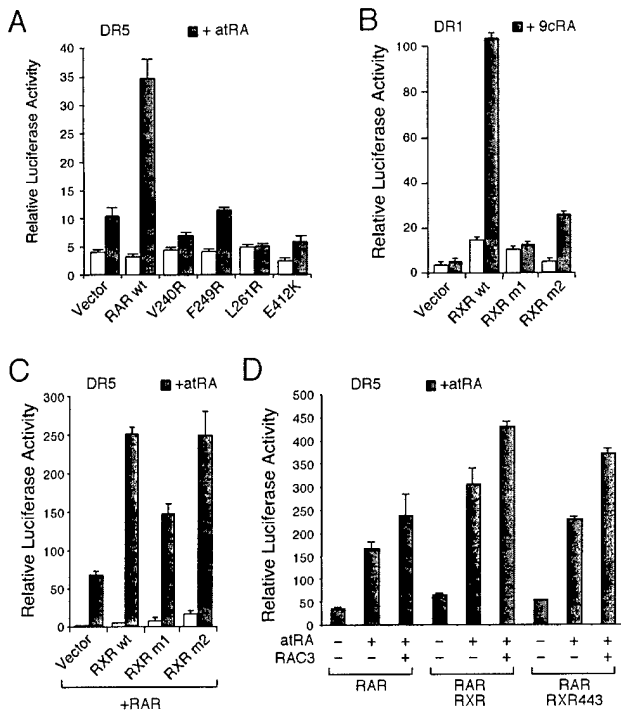 A
DR5
+ atRA
Relative Luciferase Activity
40
35
30
25
20
15
10
5
0
Vector
RAR wt
V240R
F249R
L261R
E412K
B
DR1
+ 9cRA
Relative Luciferase Activity
100
80
60
40
20
0
Vector
RXR wt
RXR m1
RXR m2
C
DR5
+atRA
Relative Luciferase Activity
300
250
200
150
100
50
0
Vector
RXR wt
RXR m1
RXR m2
+RAR
D
DR5
+atRA
Relative Luciferase Activity
500
450
400
350
300
250
200
150
100
50
0
atRA − + + − + + − + +
RAC3 − − + − − + − − +
RAR RAR RAR
RXR RXR443